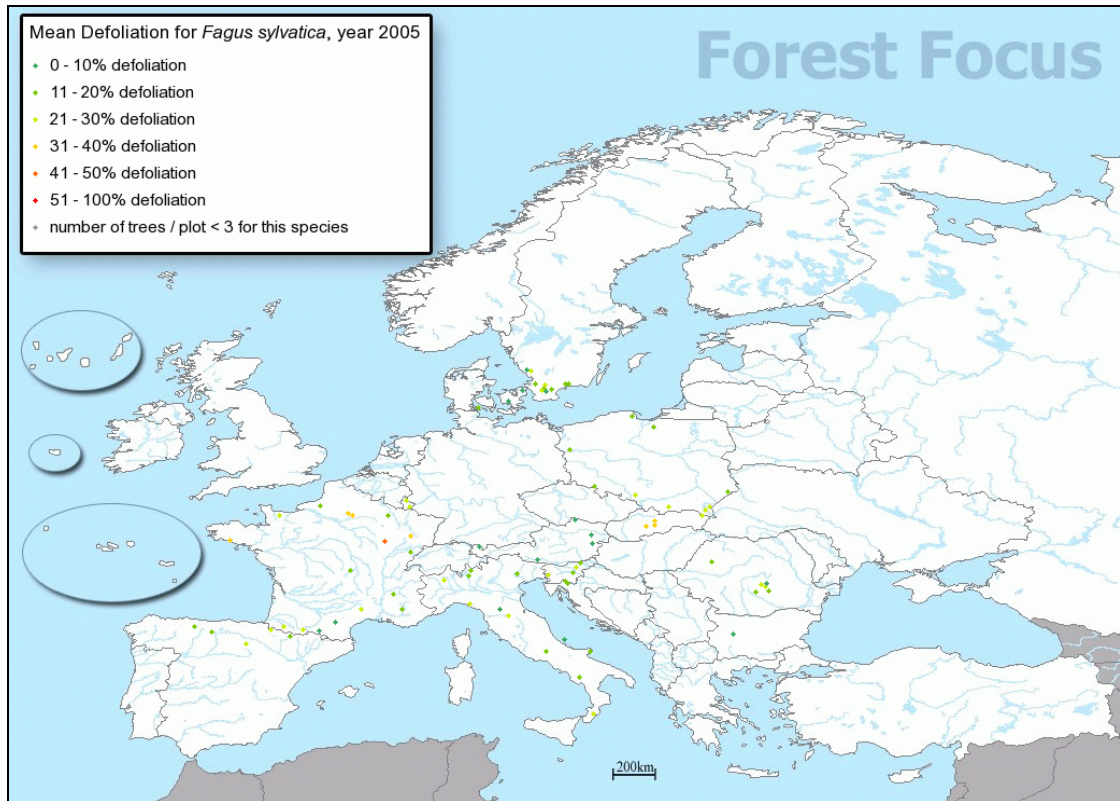 Mean Defoliation for Fagus sylvatica, year 2005
0 - 10% defoliation
11 - 20% defoliation
21 - 30% defoliation
31 - 40% defoliation
41 - 50% defoliation
51 - 100% defoliation
number of trees / plot < 3 for this species
Forest Focus
200km